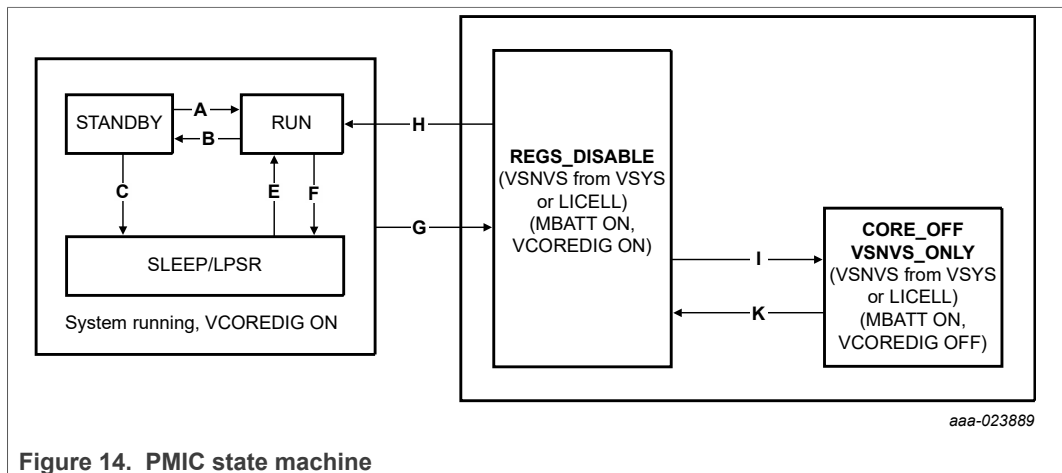 STANDBY
A
B
RUN
C
E
F
SLEEP/LPSR
System running, VCOREDIG ON
H
G
REGS_DISABLE
(VSNVS from VSYS
or LICELL)
(MBATT ON,
VCOREDIG ON)
I
K
CORE_OFF
VSNVS_ONLY
(VSNVS from VSYS
or LICELL)
(MBATT ON,
VCOREDIG OFF)
aaa-023889
Figure 14. PMIC state machine